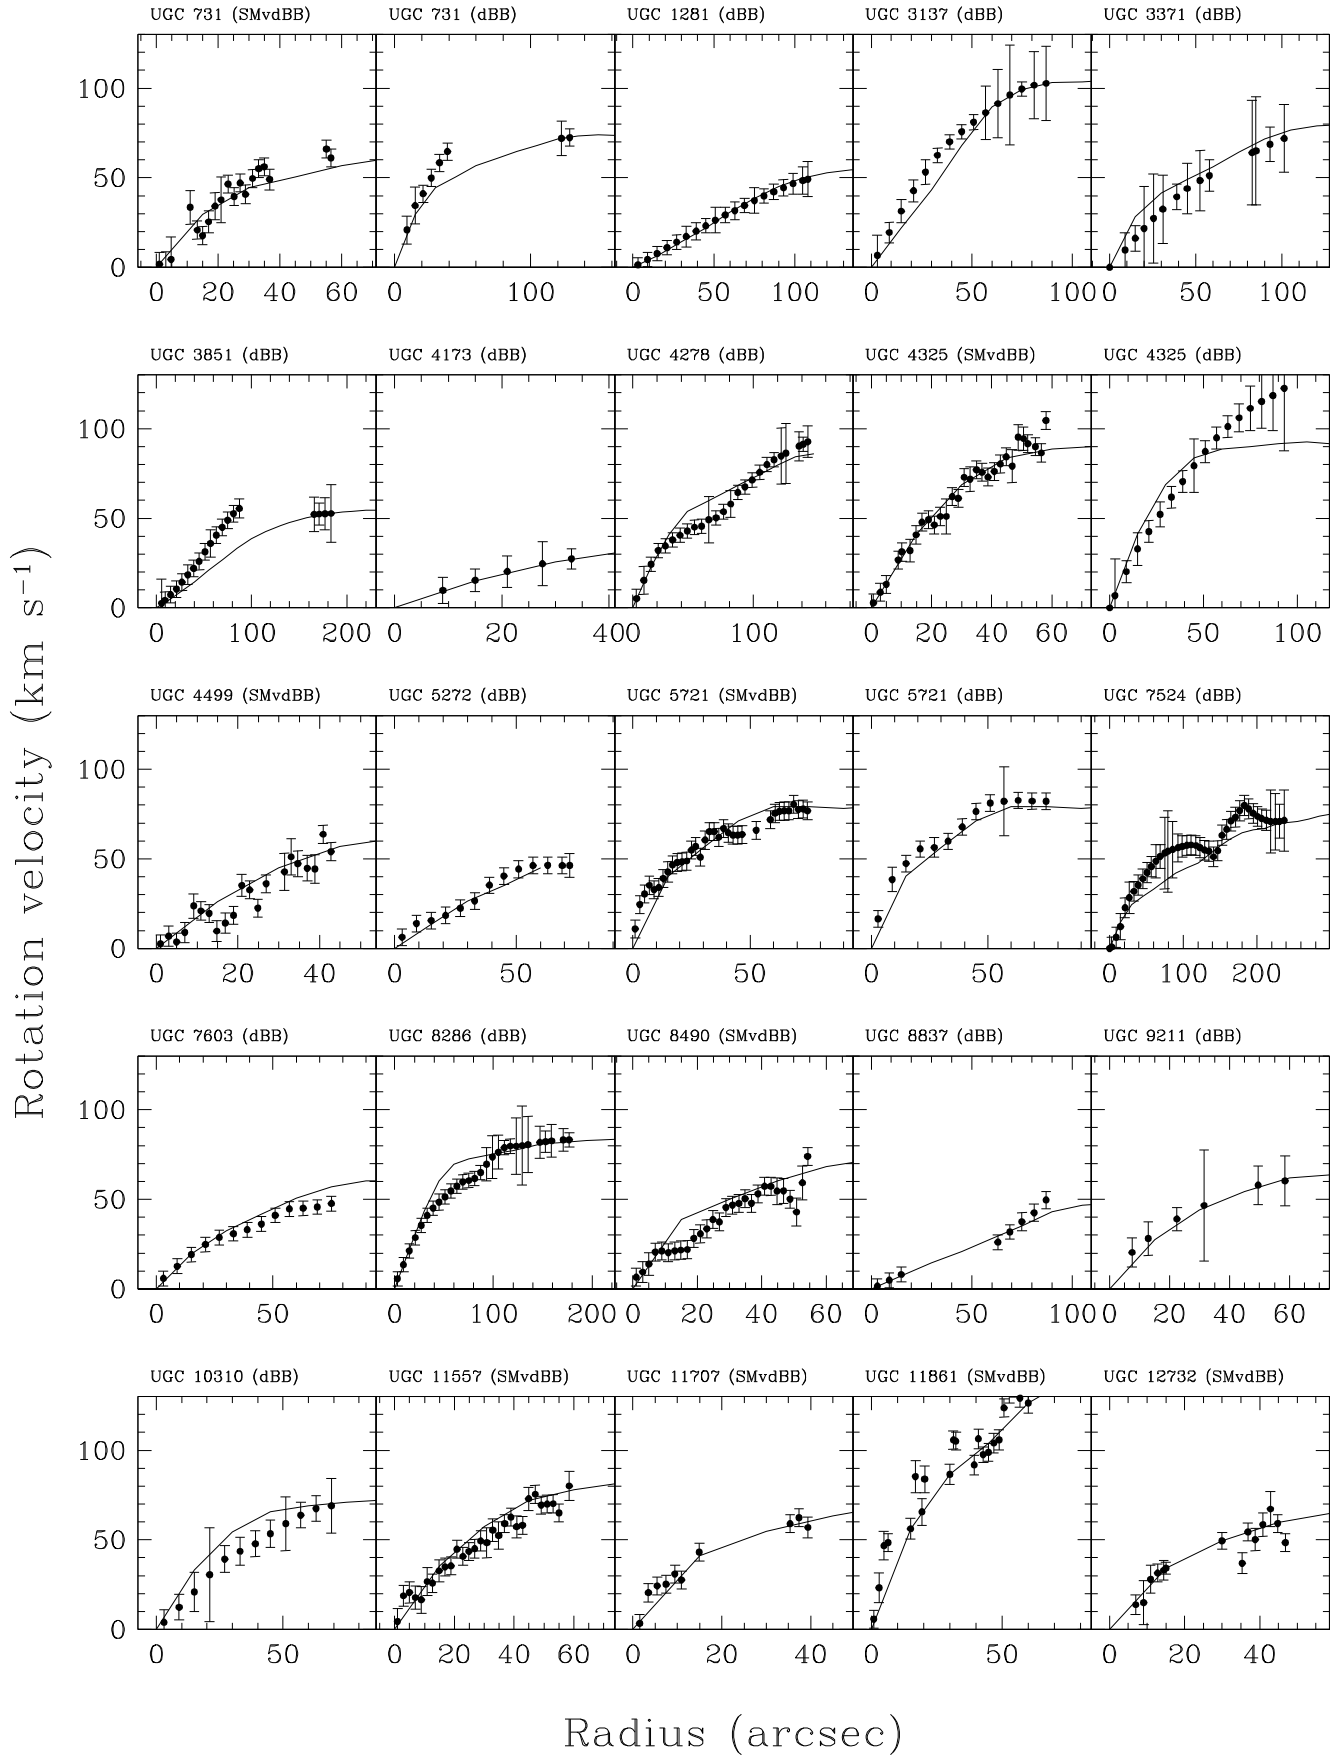 UGC 731 (SMvdBB) UGC 731 (dBB) UGC 1281 (dBB) UGC 3137 (dBB) UGC 3371 (dBB)
100
50
0
0 20 40 60 0 100 0 50 100 0 50 100 0 50 100
UGC 3851 (dBB) UGC 4173 (dBB) UGC 4278 (dBB) UGC 4325 (SMvdBB) UGC 4325 (dBB)
100
50
0
0 100 200 0 20 40 0 100 0 20 40 60 0 50 100
UGC 4499 (SMvdBB) UGC 5272 (dBB) UGC 5721 (SMvdBB) UGC 5721 (dBB) UGC 7524 (dBB)
100
50
0
0 20 40 0 50 0 50 0 50 0 100 200
UGC 7603 (dBB) UGC 8286 (dBB) UGC 8490 (SMvdBB) UGC 8837 (dBB) UGC 9211 (dBB)
100
50
0
0 50 0 100 200 0 20 40 60 0 50 100 0 20 40 60
UGC 10310 (dBB) UGC 11557 (SMvdBB) UGC 11707 (SMvdBB) UGC 11861 (SMvdBB) UGC 12732 (SMvdBB)
100
50
0
0 50 0 20 40 60 0 20 40 0 50 0 20 40
Rotation velocity (km s⁻¹)
Radius (arcsec)